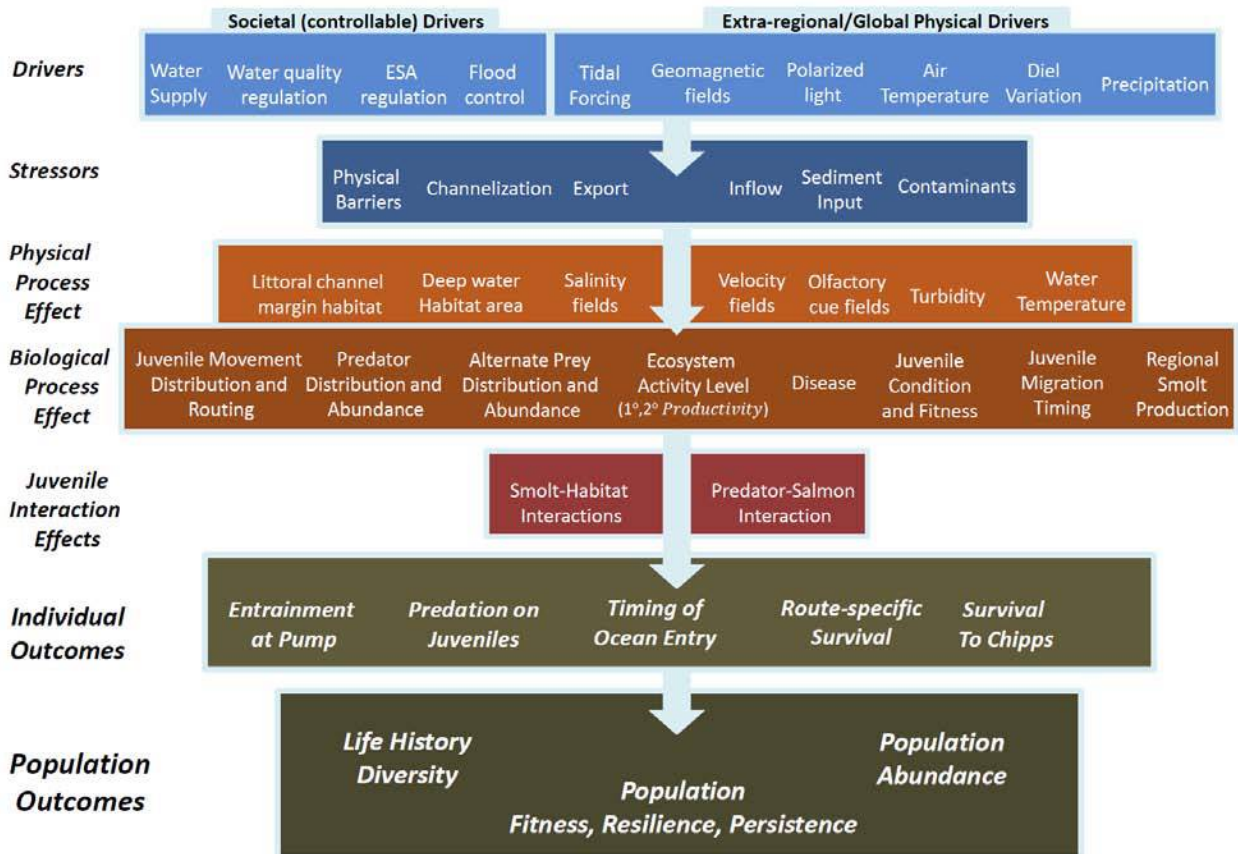 Societal (controllable) Drivers
Extra-regional/Global Physical Drivers
Drivers
Water
Supply
Water quality
regulation
ESA
regulation
Flood
control
Tidal
Forcing
Geomagnetic
fields
Polarized
light
Air
Temperature
Diel
Variation
Precipitation
Stressors
Physical
Barriers
Channelization
Export
Inflow
Sediment
Input
Contaminants
Physical
Process
Effect
Littoral channel
margin habitat
Deep water
Habitat area
Salinity
fields
Velocity
fields
Olfactory
cue fields
Turbidity
Water
Temperature
Biological
Process
Effect
Juvenile Movement
Distribution and
Routing
Predator
Distribution and
Abundance
Alternate Prey
Distribution and
Abundance
Ecosystem
Activity Level
(1°,2° Productivity)
Disease
Juvenile
Condition
and Fitness
Juvenile
Migration
Timing
Regional
Smolt
Production
Juvenile
Interaction
Effects
Smolt-Habitat
Interactions
Predator-Salmon
Interaction
Individual
Outcomes
Entrainment
at Pump
Predation on
Juveniles
Timing of
Ocean Entry
Route-specific
Survival
Survival
To Chipps
Population
Outcomes
Life History
Diversity
Population
Fitness, Resilience, Persistence
Population
Abundance